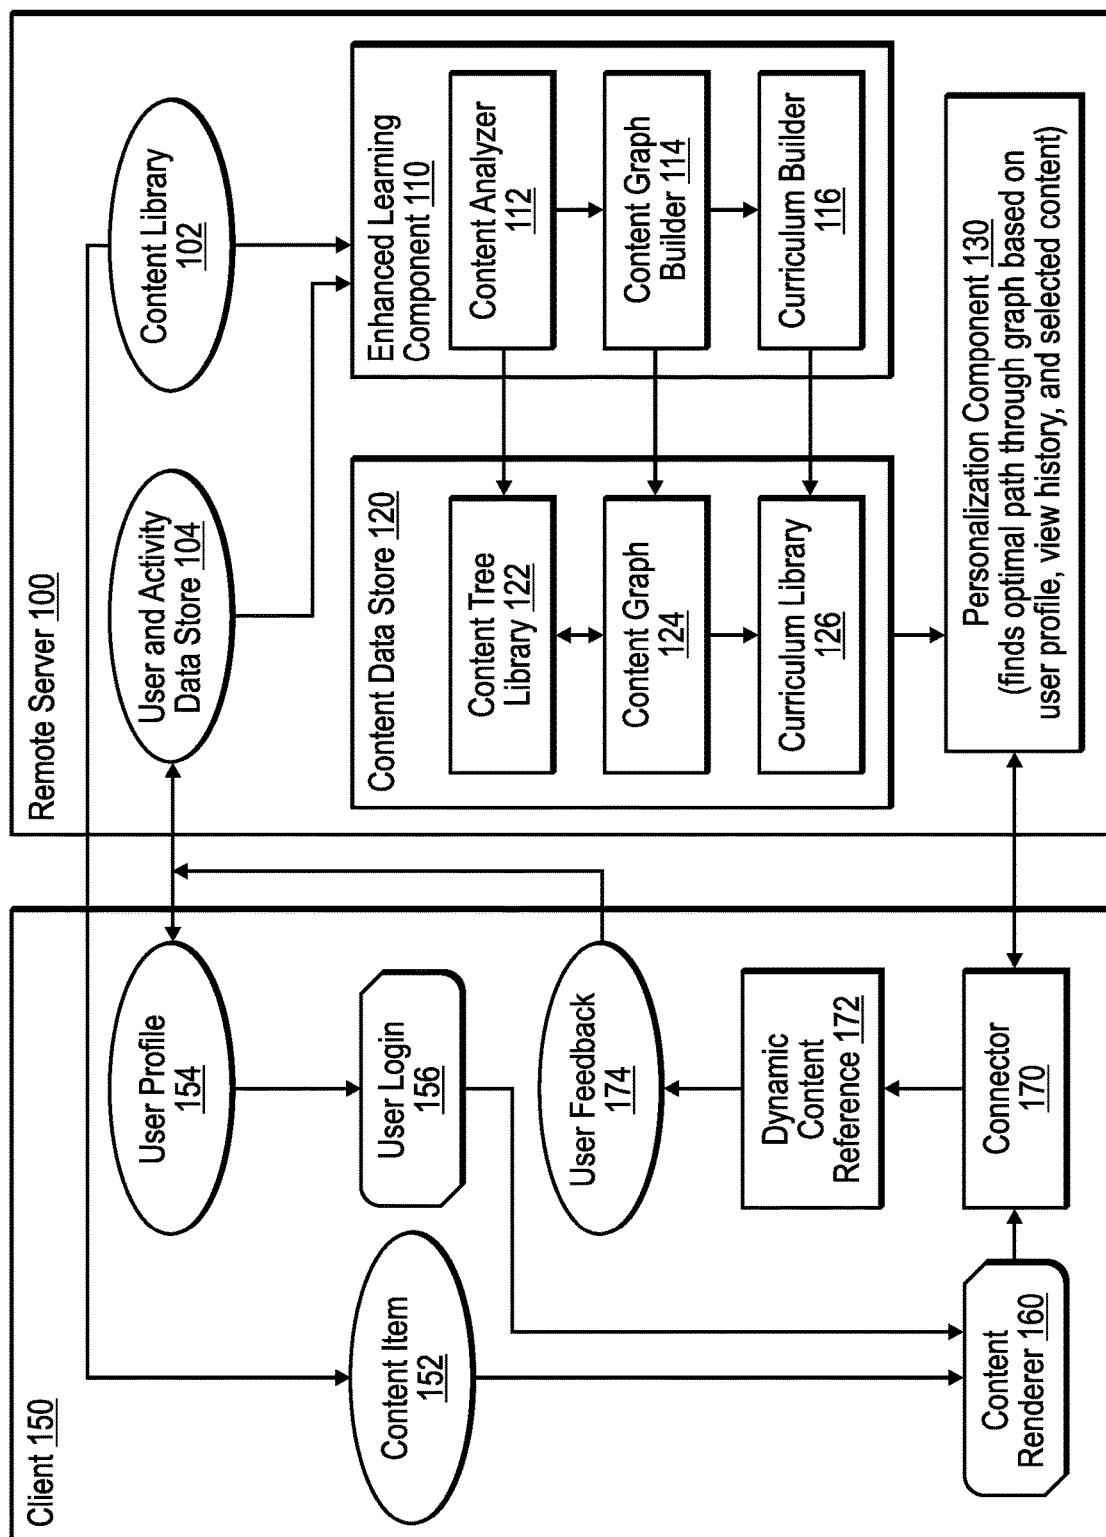 Client 150
Content Item
152
User Profile
154
User Login
156
User Feedback
174
Dynamic
Content
Reference 172
Content
Renderer 160
Connector
170
Remote Server 100
User and Activity
Data Store 104
Content Library
102
Content Data Store 120
Content Tree
Library 122
Content Graph
124
Curriculum Library
126
Enhanced Learning
Component 110
Content Analyzer
112
Content Graph
Builder 114
Curriculum Builder
116
Personalization Component 130
(finds optimal path through graph based on
user profile, view history, and selected content)